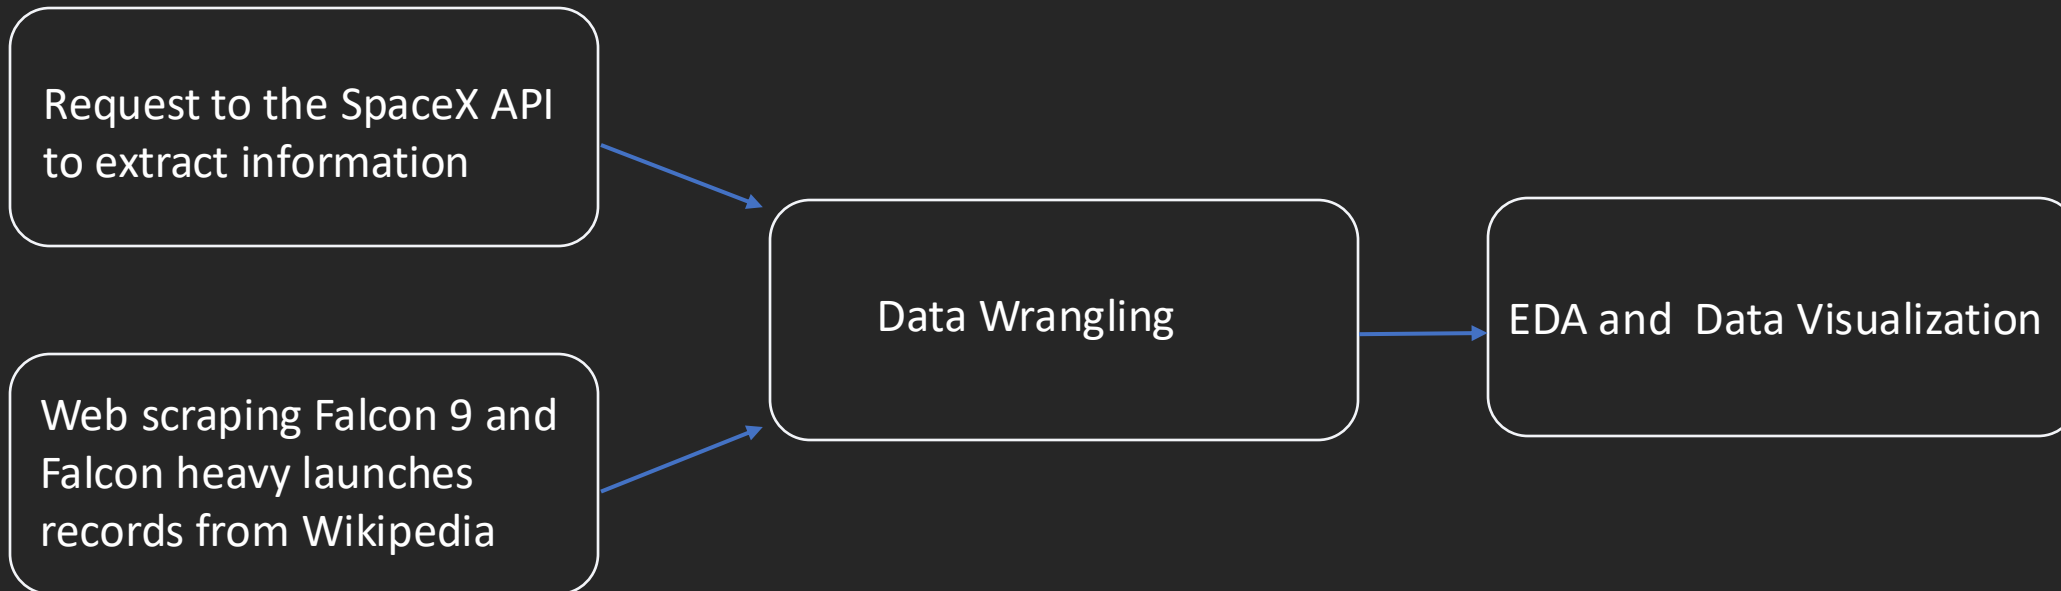 Request to the SpaceX API
to extract information
Web scraping Falcon 9 and
Falcon heavy launches
records from Wikipedia
Data Wrangling
EDA and  Data Visualization